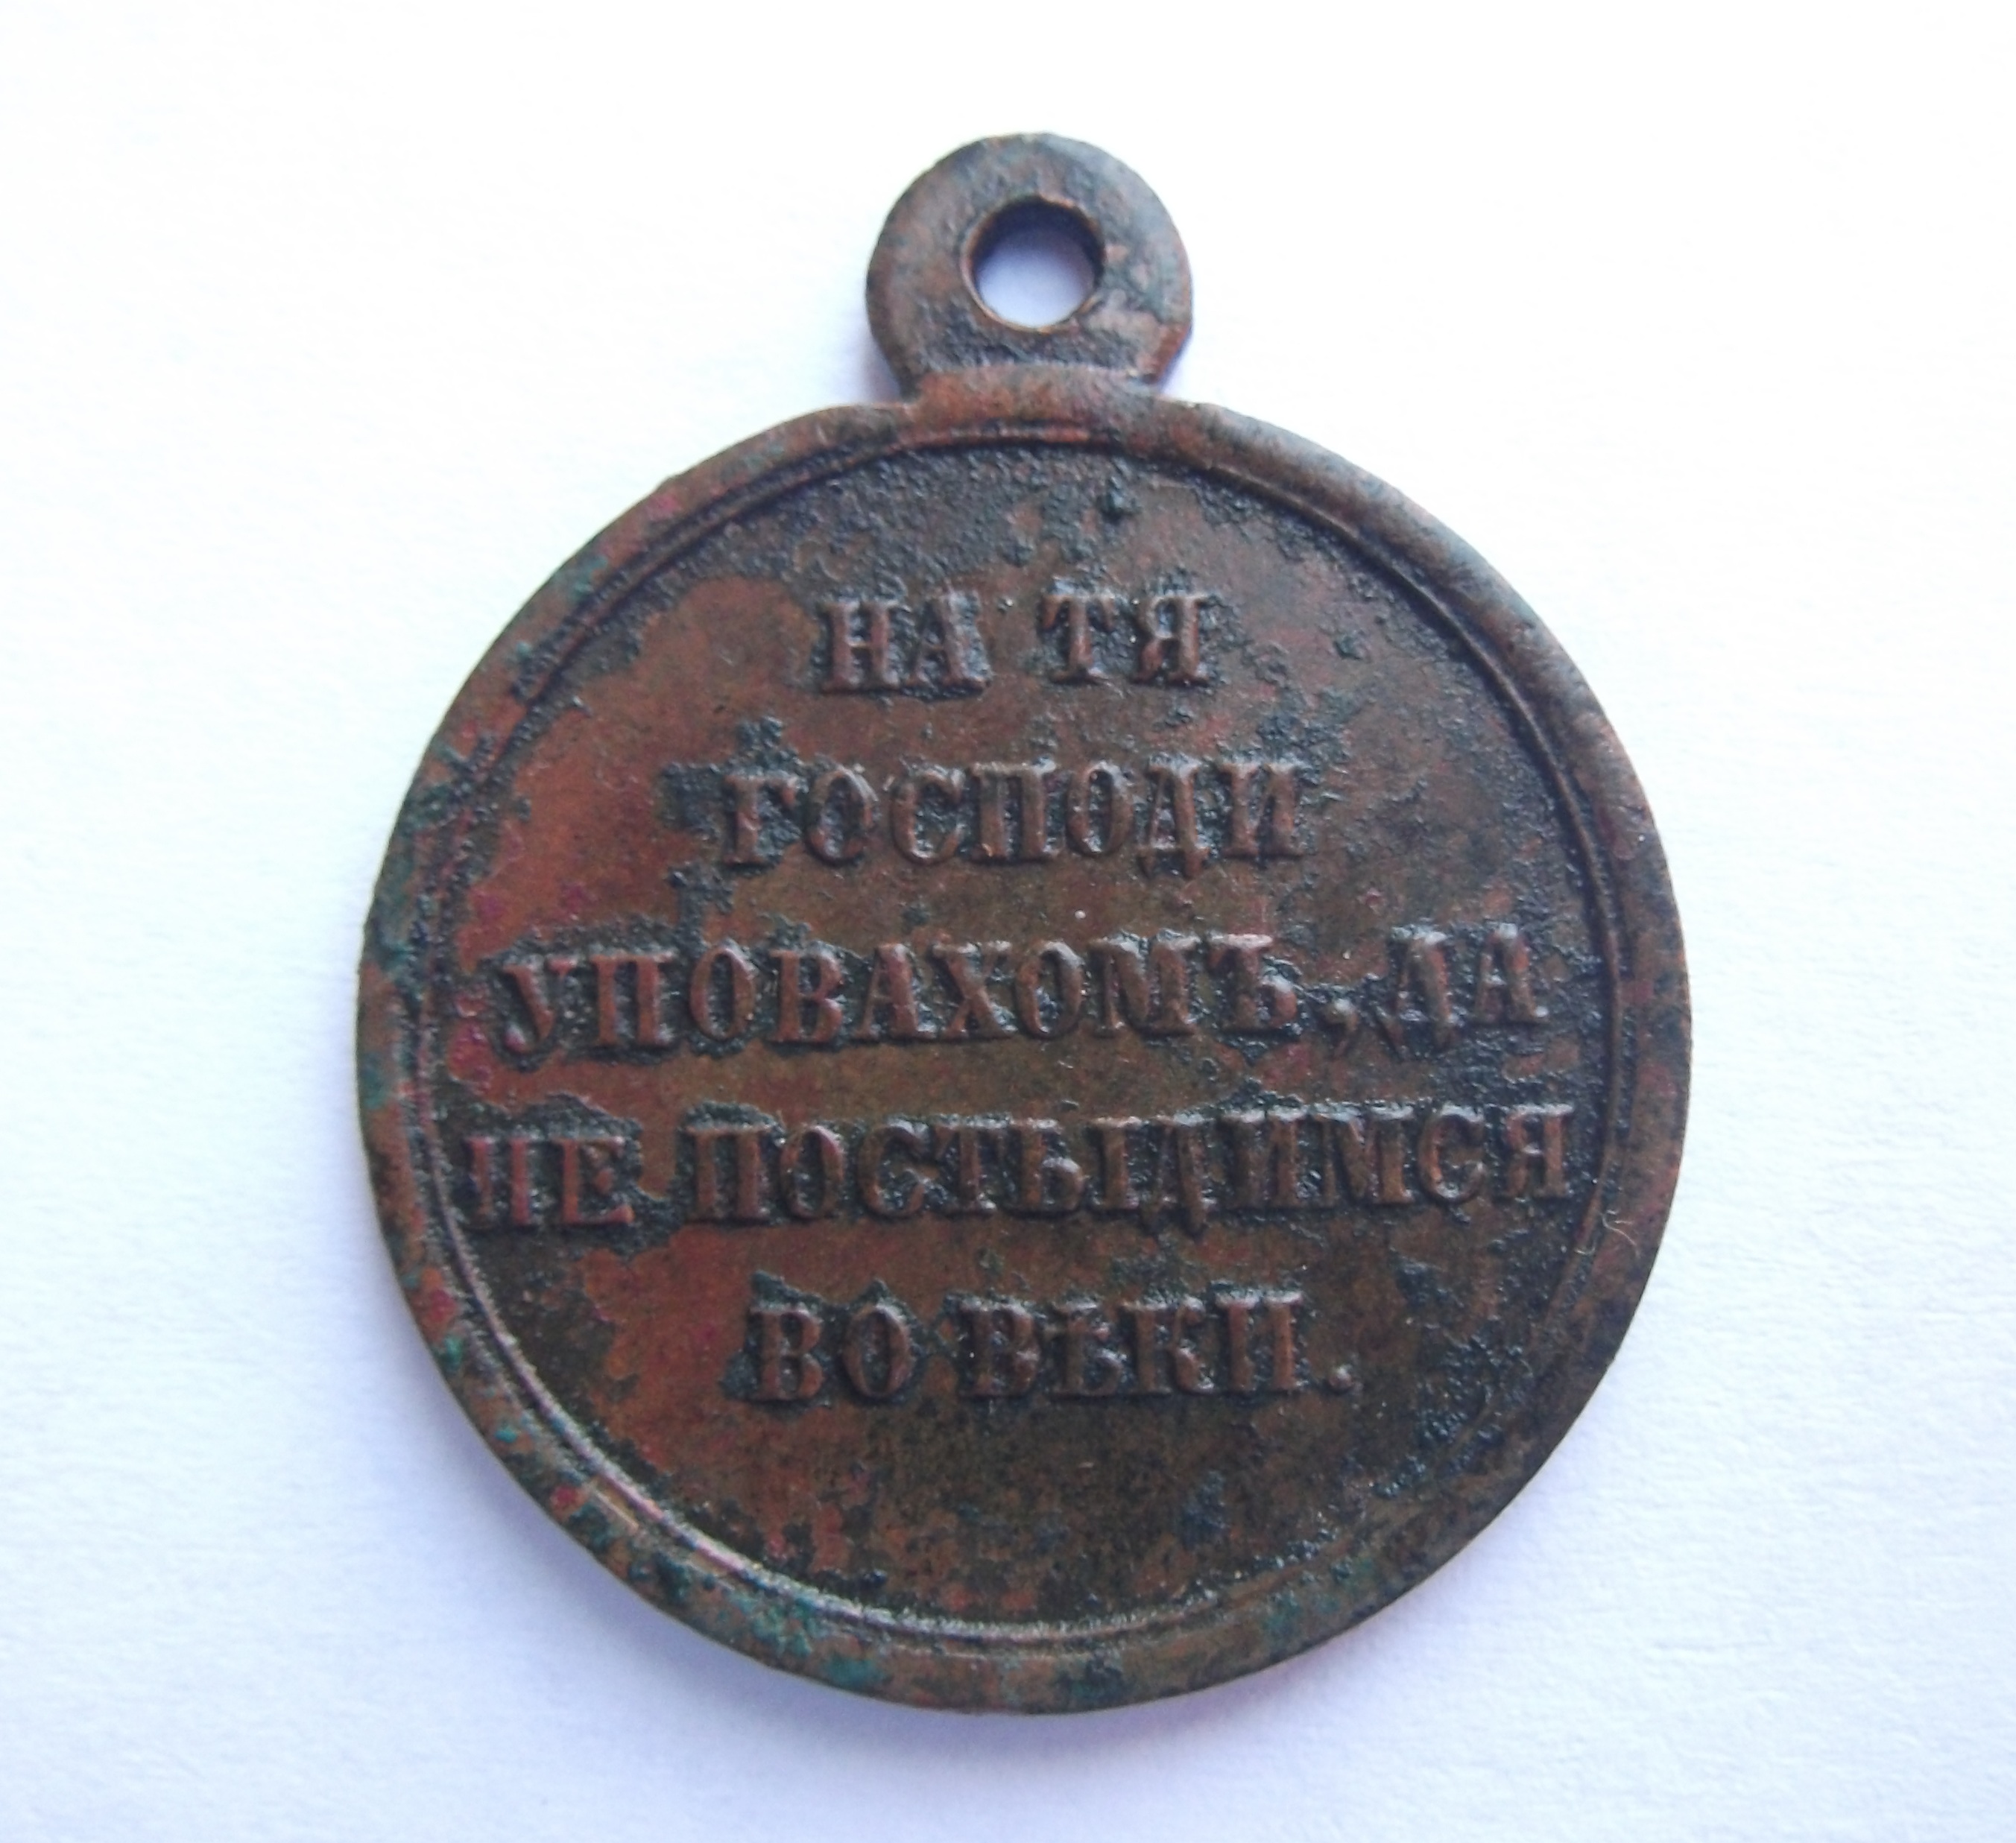 НА ТЯ
ГОСПОДИ
УПОВАХОМЪ, ДА
НЕ ПОСТЫДИМСЯ
ВО ВѢКИ.